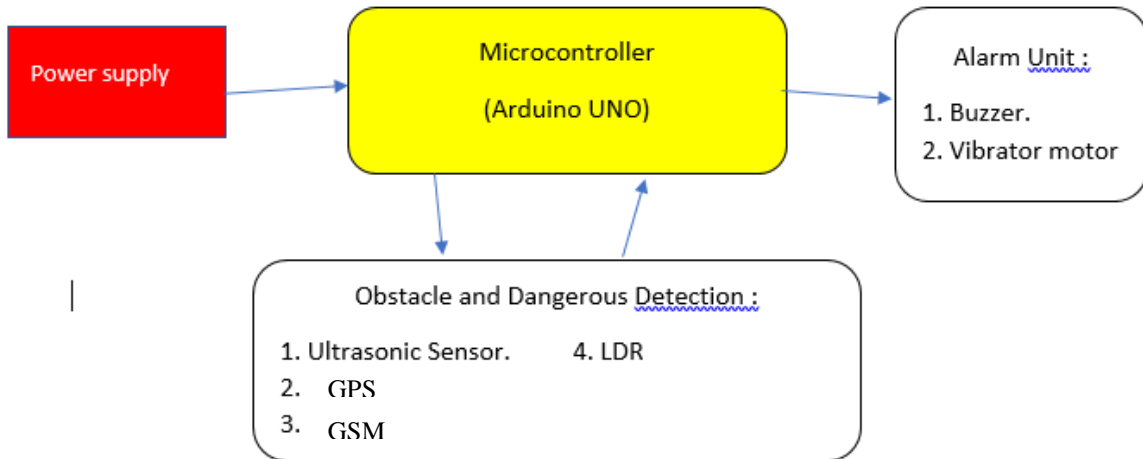 Power supply
Microcontroller
(Arduino UNO)
Alarm Unit :
1. Buzzer.
2. Vibrator motor
Obstacle and Dangerous Detection :
1. Ultrasonic Sensor. 4. LDR
2. GPS
3. GSM